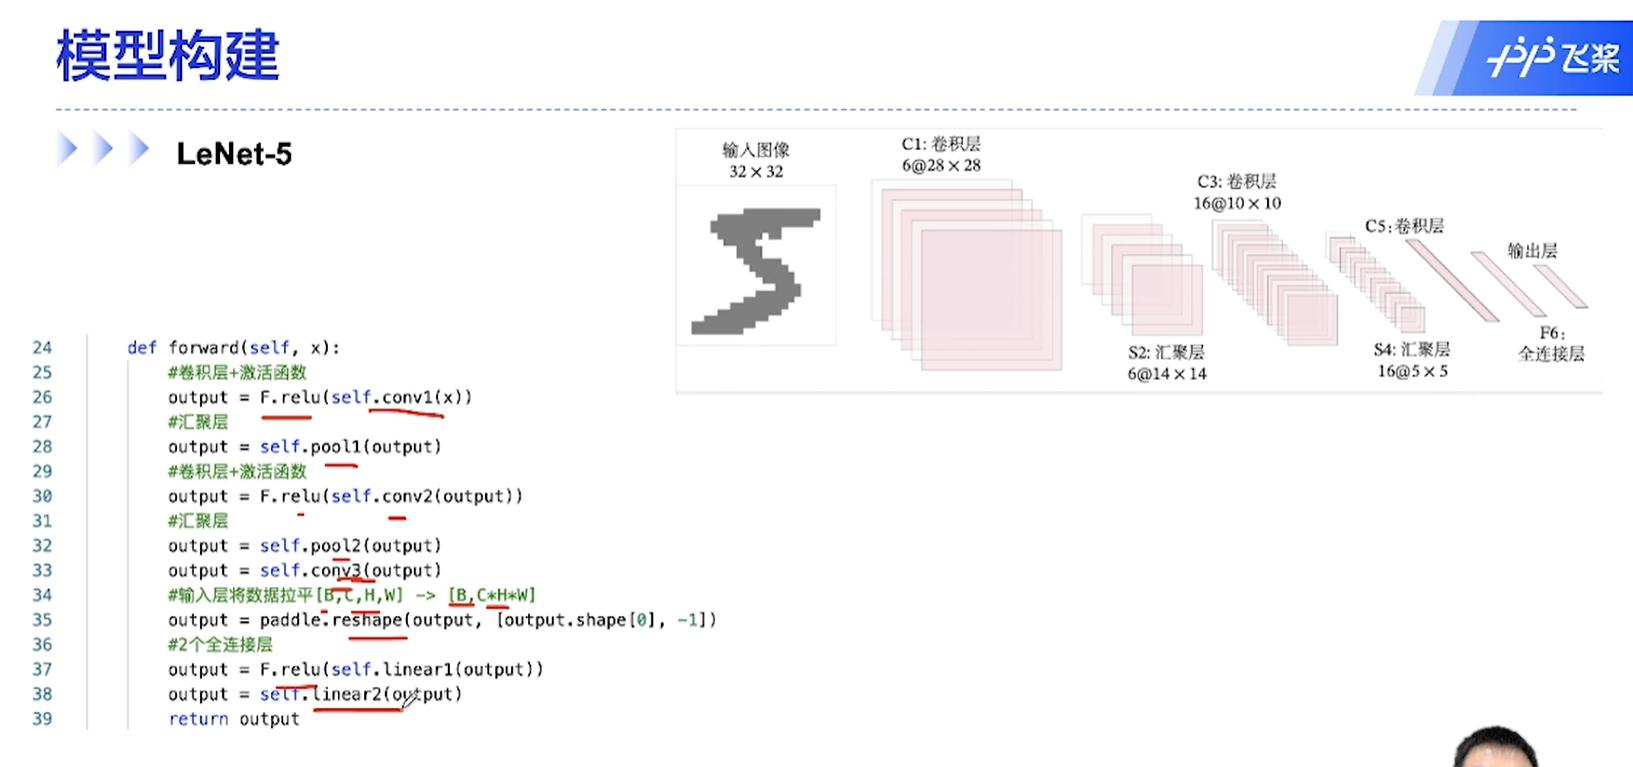 模型构建
飞桨
LeNet-5
输入图像
32 × 32
C1: 卷积层
6@28 × 28
S2: 汇聚层
6@14 × 14
C3: 卷积层
16@10 × 10
S4: 汇聚层
16@5 × 5
C5:卷积层
F6:
全连接层
输出层
24 def forward(self, x):
25 #卷积层+激活函数
26 output = F.relu(self.conv1(x))
27 #汇聚层
28 output = self.pool1(output)
29 #卷积层+激活函数
30 output = F.relu(self.conv2(output))
31 #汇聚层
32 output = self.pool2(output)
33 output = self.conv3(output)
34 #输入层将数据拉平[B,C,H,W] -> [B,C*H*W]
35 output = paddle.reshape(output, [output.shape[0], -1])
36 #2个全连接层
37 output = F.relu(self.linear1(output))
38 output = self.linear2(output)
39 return output